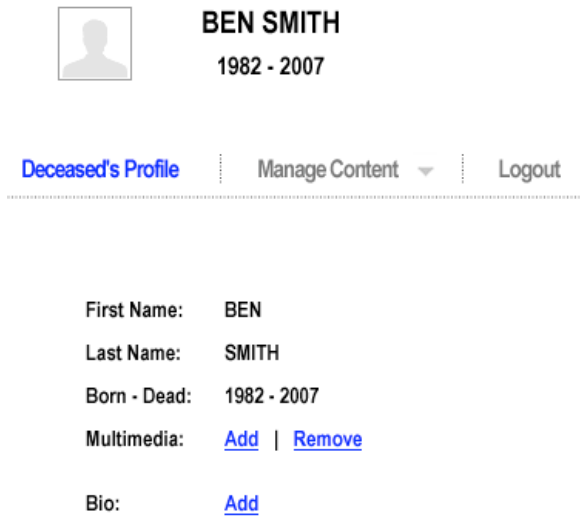 BEN SMITH
1982 - 2007
Deceased's Profile Manage Content Logout
First Name: BEN
Last Name: SMITH
Born - Dead: 1982 - 2007
Multimedia: Add | Remove
Bio: Add